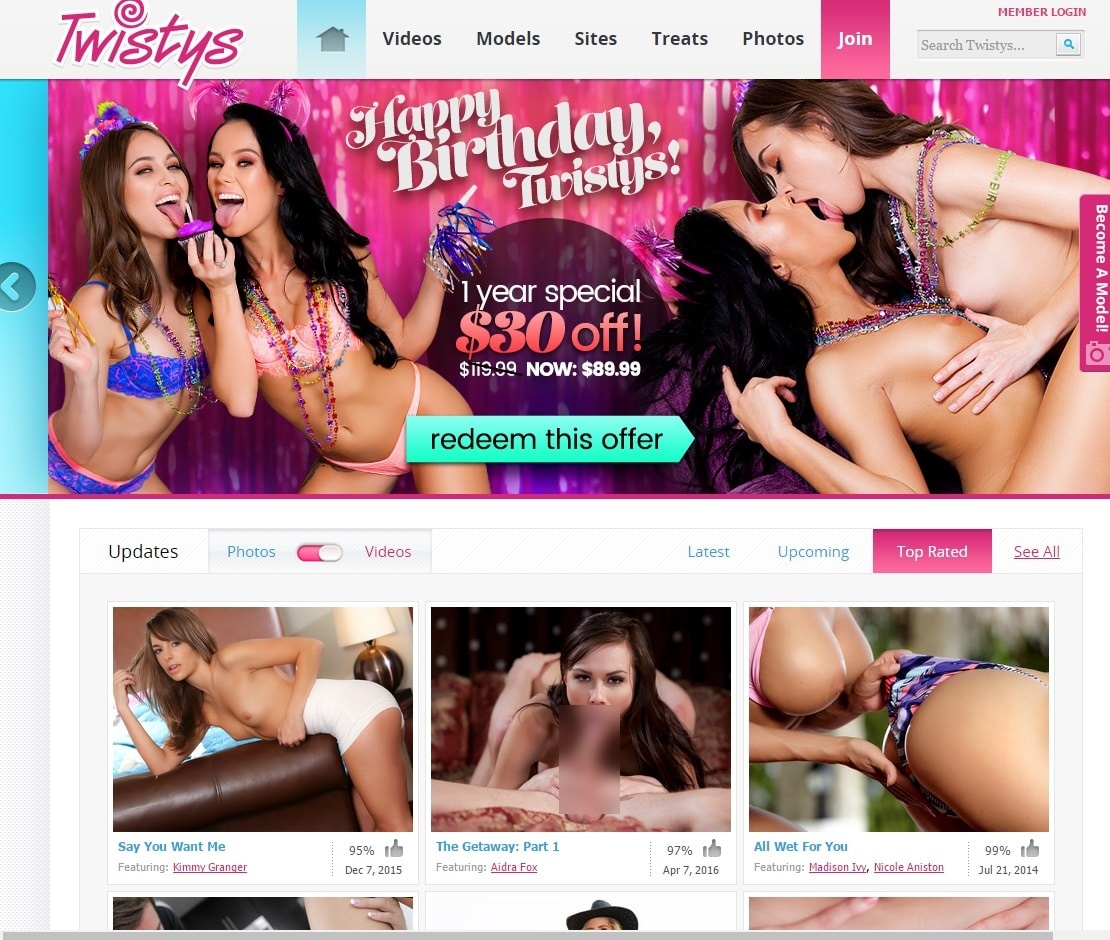 Twistys
Videos
Models
Sites
Treats
Photos
Join
MEMBER LOGIN
Search Twistys...
Happy
Birthday,
Twistys!
1 year special
$30 off!
$119.99 NOW: $89.99
redeem this offer
Become A Model!
Updates
Photos
Videos
Latest
Upcoming
Top Rated
See All
Say You Want Me
Featuring: Kimmy Granger
95%
Dec 7, 2015
The Getaway: Part 1
Featuring: Aidra Fox
97%
Apr 7, 2016
All Wet For You
Featuring: Madison Ivy, Nicole Aniston
99%
Jul 21, 2014